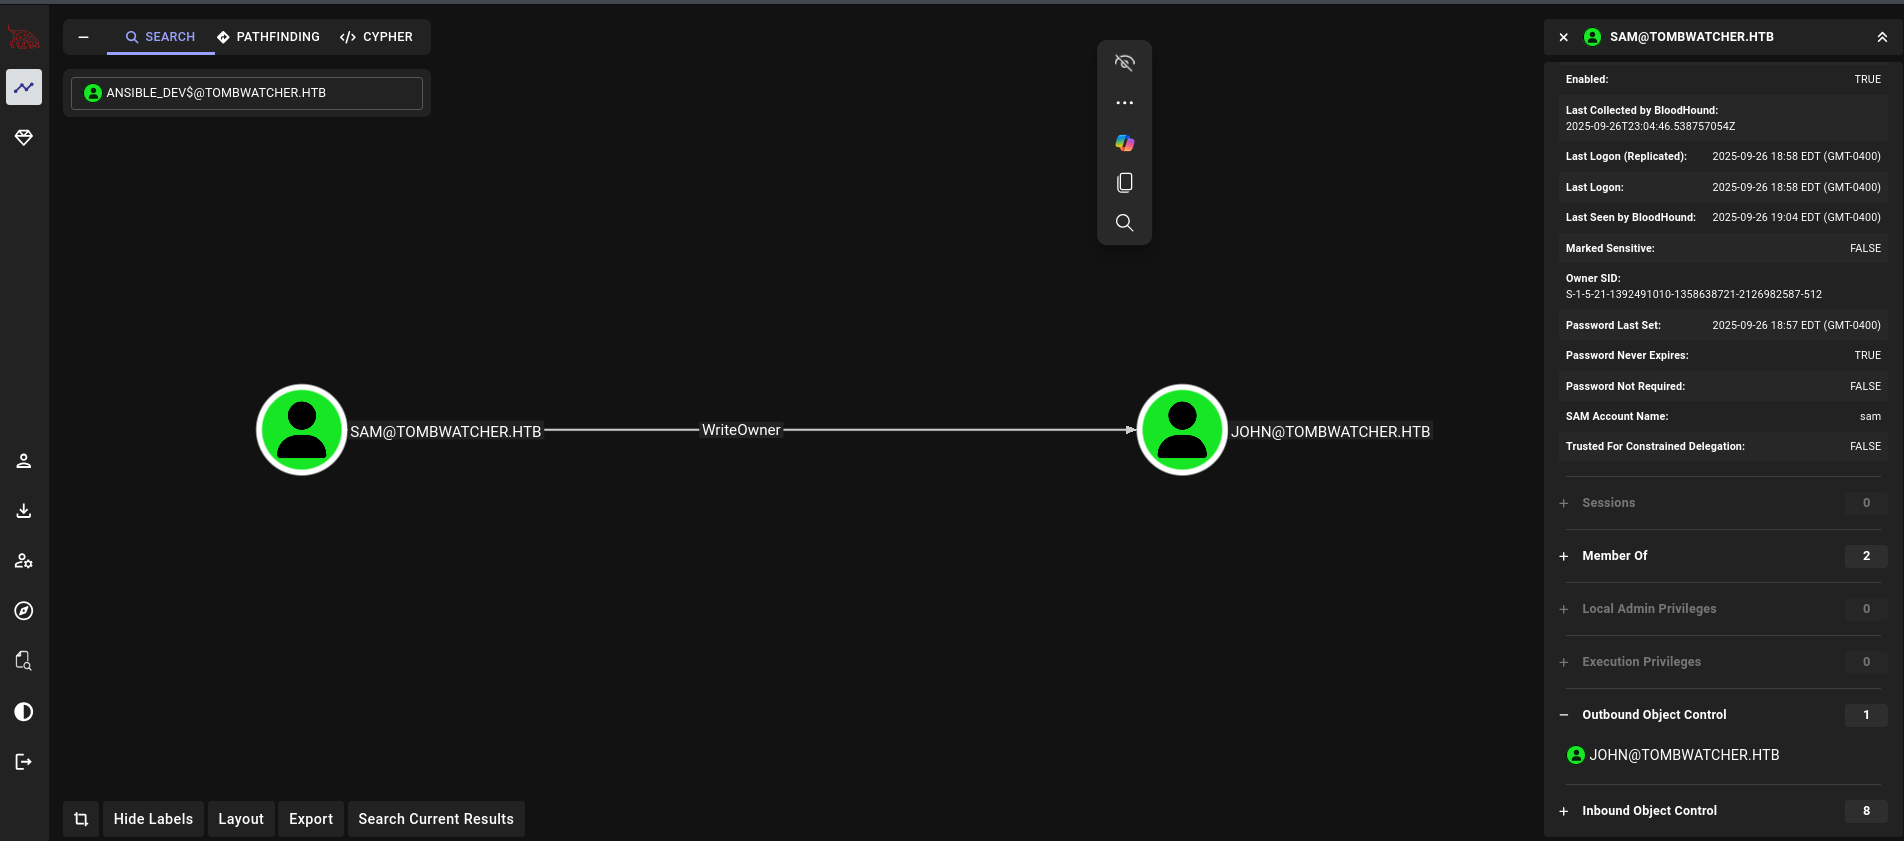 SEARCH
PATHFINDING
CYPHER
ANSIBLE_DEV$@TOMBWATCHER.HTB
SAM@TOMBWATCHER.HTB
WriteOwner
JOHN@TOMBWATCHER.HTB
Hide Labels
Layout
Export
Search Current Results
SAM@TOMBWATCHER.HTB
Enabled: TRUE
Last Collected by BloodHound:
2025-09-26T23:04:46.538757054Z
Last Logon (Replicated): 2025-09-26 18:58 EDT (GMT-0400)
Last Logon: 2025-09-26 18:58 EDT (GMT-0400)
Last Seen by BloodHound: 2025-09-26 19:04 EDT (GMT-0400)
Marked Sensitive: FALSE
Owner SID:
S-1-5-21-1392491010-1358638721-2126982587-512
Password Last Set: 2025-09-26 18:57 EDT (GMT-0400)
Password Never Expires: TRUE
Password Not Required: FALSE
SAM Account Name: sam
Trusted For Constrained Delegation: FALSE
Sessions 0
Member Of 2
Local Admin Privileges 0
Execution Privileges 0
Outbound Object Control 1
JOHN@TOMBWATCHER.HTB
Inbound Object Control 8